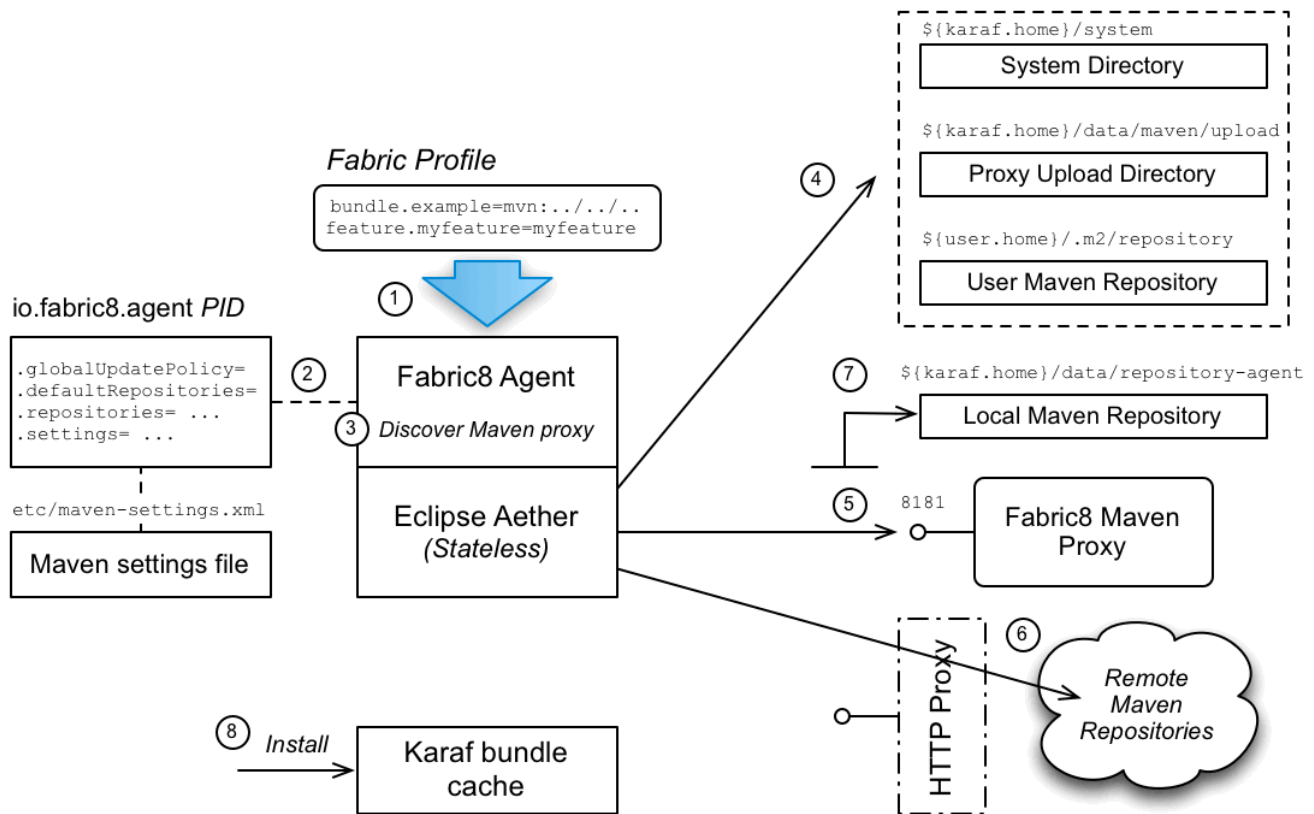 ${karaf.home}/system
System Directory
${karaf.home}/data/maven/upload
Proxy Upload Directory
${user.home}/.m2/repository
User Maven Repository
4
Fabric Profile
bundle.example=mvn:../../..
feature.myfeature=myfeature
1
io.fabric8.agent PID
.globalUpdatePolicy=
.defaultRepositories=
.repositories= ...
.settings= ...
2
Fabric8 Agent
3
Discover Maven proxy
7
${karaf.home}/data/repository-agent
Local Maven Repository
etc/maven-settings.xml
Maven settings file
Eclipse Aether
(Stateless)
5
8181
Fabric8 Maven
Proxy
HTTP Proxy
6
Remote
Maven
Repositories
8
Install
Karaf bundle
cache